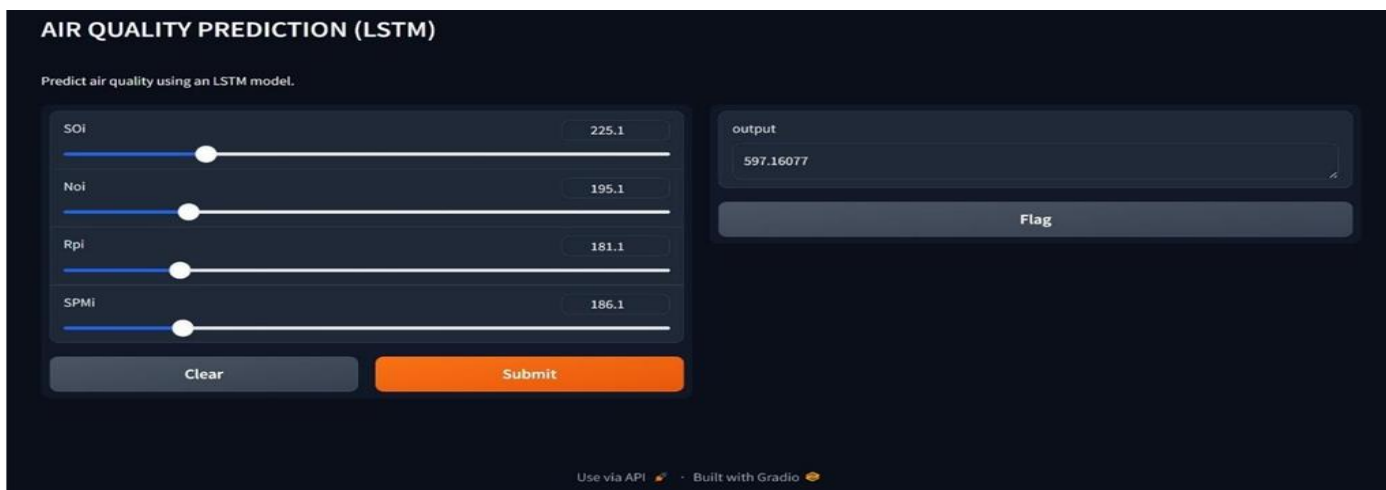 AIR QUALITY PREDICTION (LSTM)
Predict air quality using an LSTM model.
SOi
225.1
Noi
195.1
Rpi
181.1
SPMi
186.1
Clear
Submit
output
597.16077
Flag
Use via API 🚀 · Built with Gradio